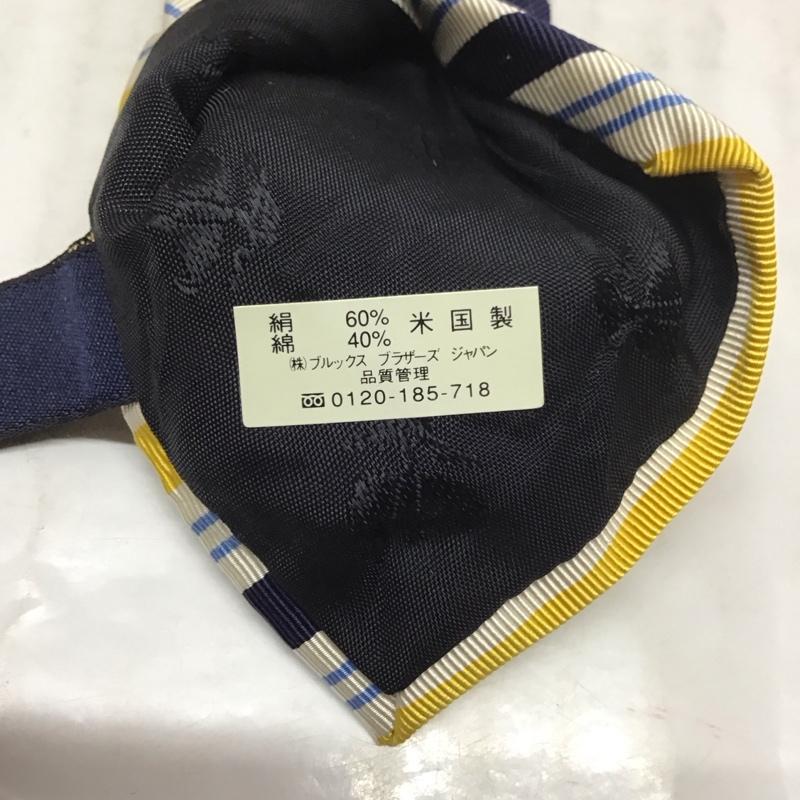 絹 60% 米国製
綿 40%
㈱ブルックス ブラザーズ ジャパン
品質管理
0120-185-718